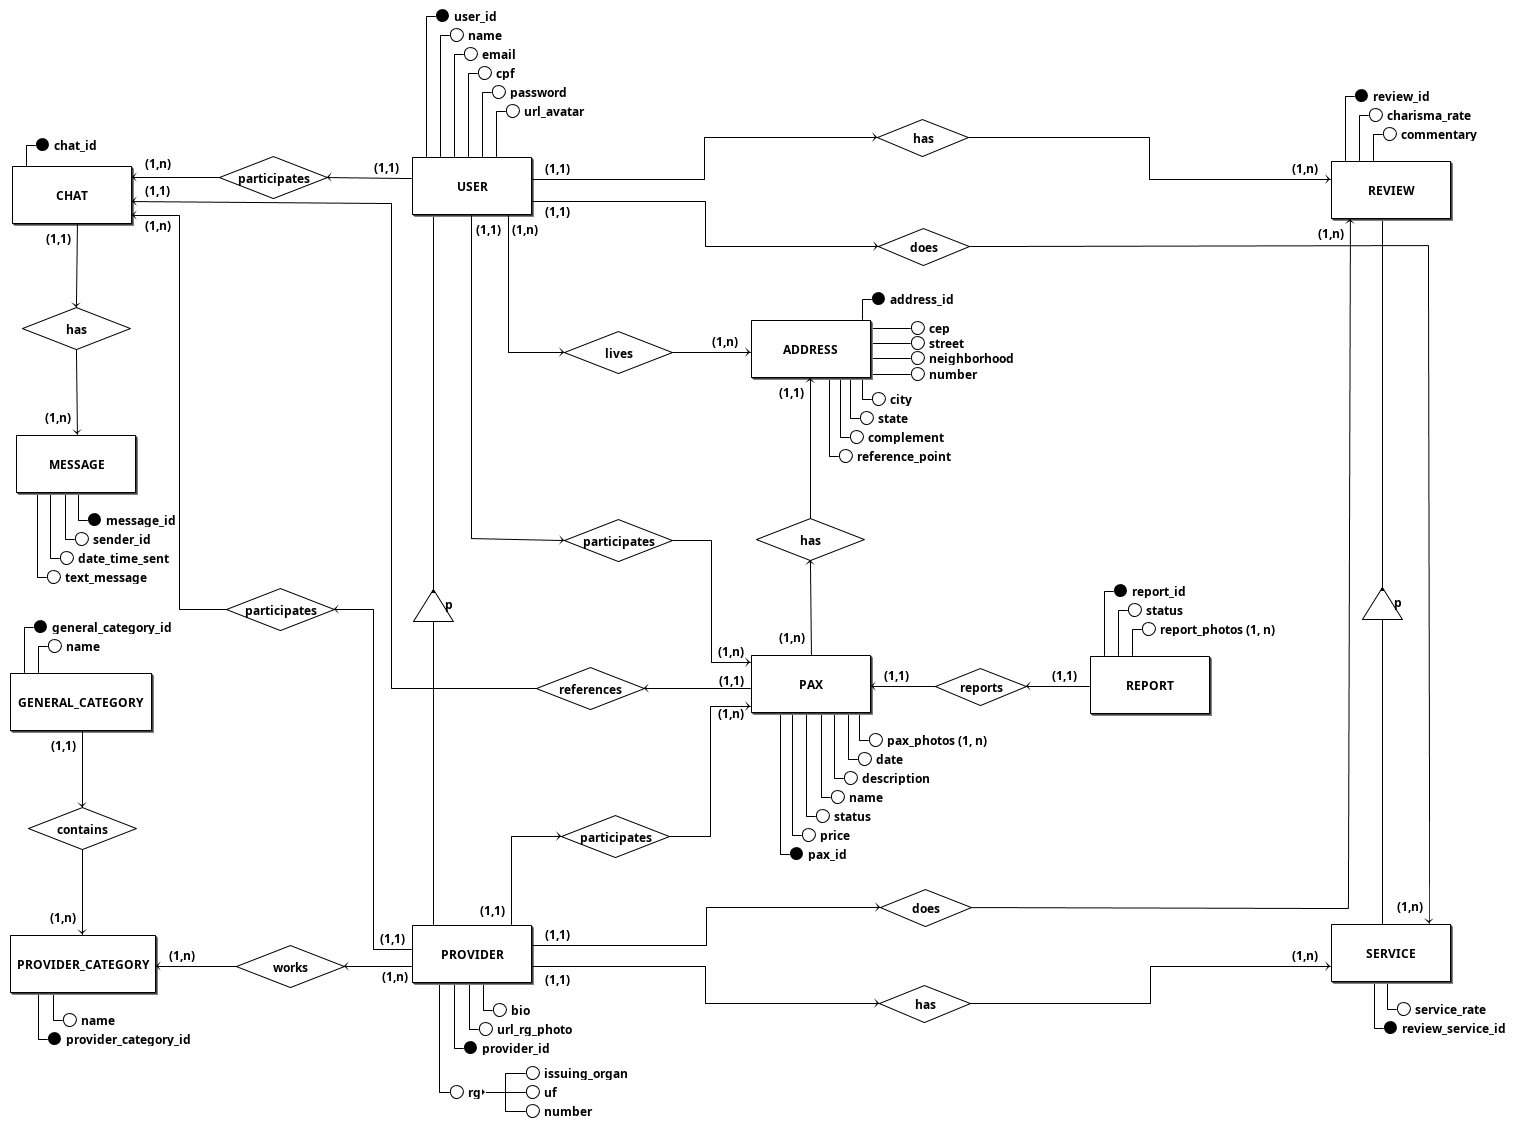 user_id
name
email
cpf
password
url_avatar
review_id
charisma_rate
commentary
chat_id
has
(1,n)
participates
(1,1)
USER
(1,1)
(1,n)
REVIEW
CHAT
(1,1)
(1,n)
(1,1)
(1,1)
(1,1)
(1,n)
(1,n)
does
address_id
has
cep
street
neighborhood
number
lives
(1,n)
ADDRESS
(1,1)
city
state
complement
reference_point
(1,n)
MESSAGE
message_id
sender_id
date_time_sent
text_message
participates
has
report_id
status
report_photos (1, n)
p
p
participates
general_category_id
name
(1,n)
(1,n)
GENERAL_CATEGORY
references
(1,1)
PAX
(1,1)
reports
(1,1)
REPORT
(1,n)
(1,1)
pax_photos (1, n)
date
description
name
status
price
pax_id
contains
participates
(1,n)
(1,1)
does
(1,n)
(1,1)
(1,1)
PROVIDER_CATEGORY
(1,n)
works
(1,n)
PROVIDER
(1,1)
(1,n)
SERVICE
has
name
provider_category_id
bio
url_rg_photo
provider_id
service_rate
review_service_id
rg
issuing_organ
uf
number